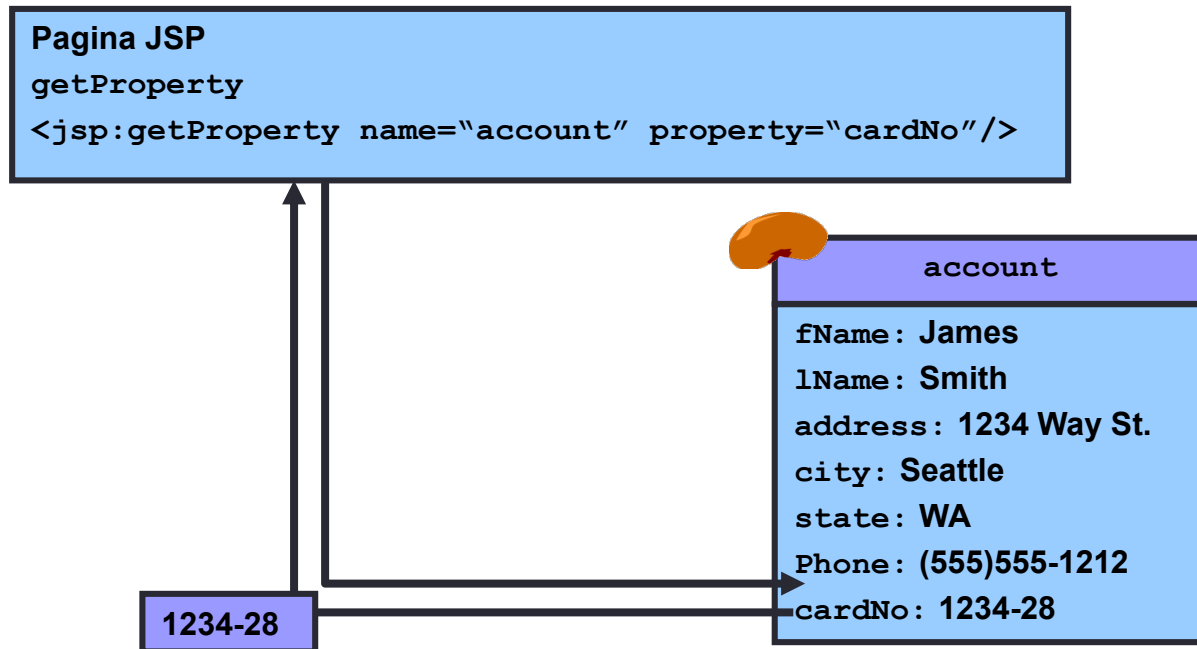 Pagina JSP
getProperty
<jsp:getProperty name=“account” property=“cardNo”/>
account
fName: James
lName: Smith
address: 1234 Way St.
city: Seattle
state: WA
Phone: (555)555-1212
cardNo: 1234-28
1234-28